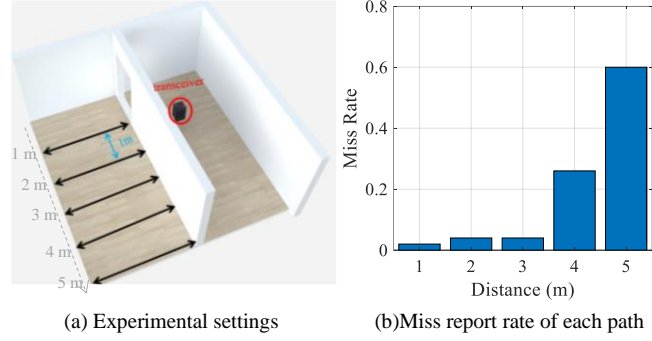 transceiver
1m
1 m
2 m
3 m
4 m
5 m
(a) Experimental settings
0.8
0.6
0.4
0.2
0
Miss Rate
1 2 3 4 5
Distance (m)
(b)Miss report rate of each path